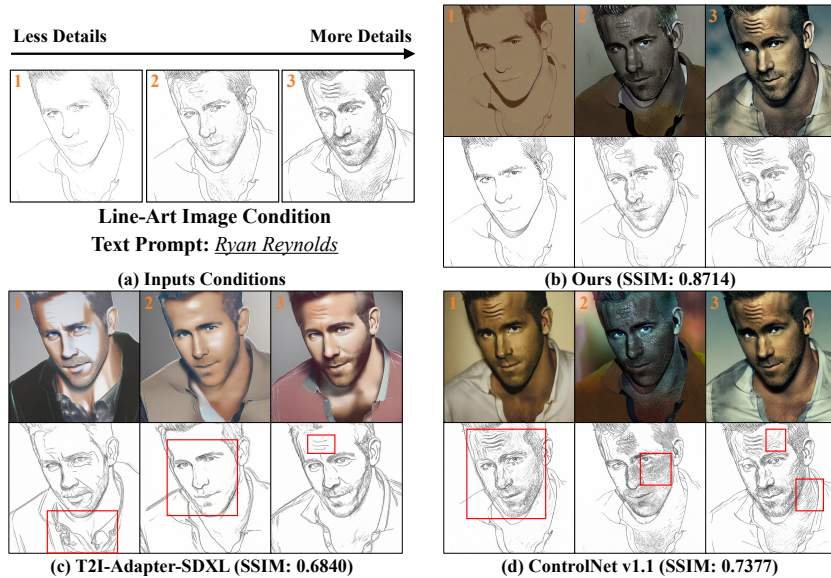 Less Details More Details
1 2 3
Line-Art Image Condition
Text Prompt: Ryan Reynolds
(a) Inputs Conditions
1 2 3
(b) Ours (SSIM: 0.8714)
1 2 3
(c) T2I-Adapter-SDXL (SSIM: 0.6840)
1 2 3
(d) ControlNet v1.1 (SSIM: 0.7377)